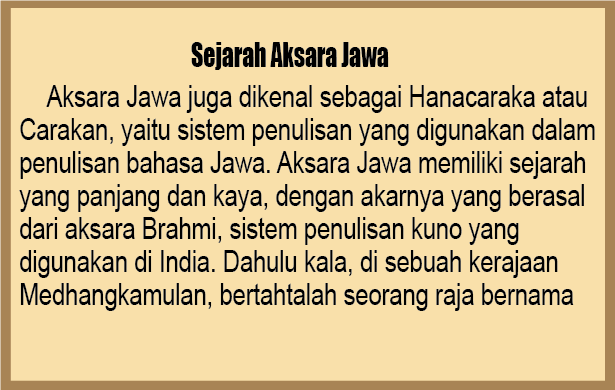 Sejarah Aksara Jawa
Aksara Jawa juga dikenal sebagai Hanacaraka atau
Carakan, yaitu sistem penulisan yang digunakan dalam
penulisan bahasa Jawa. Aksara Jawa memiliki sejarah
yang panjang dan kaya, dengan akarnya yang berasal
dari aksara Brahmi, sistem penulisan kuno yang
digunakan di India. Dahulu kala, di sebuah kerajaan
Medhangkamulan, bertahtalah seorang raja bernama